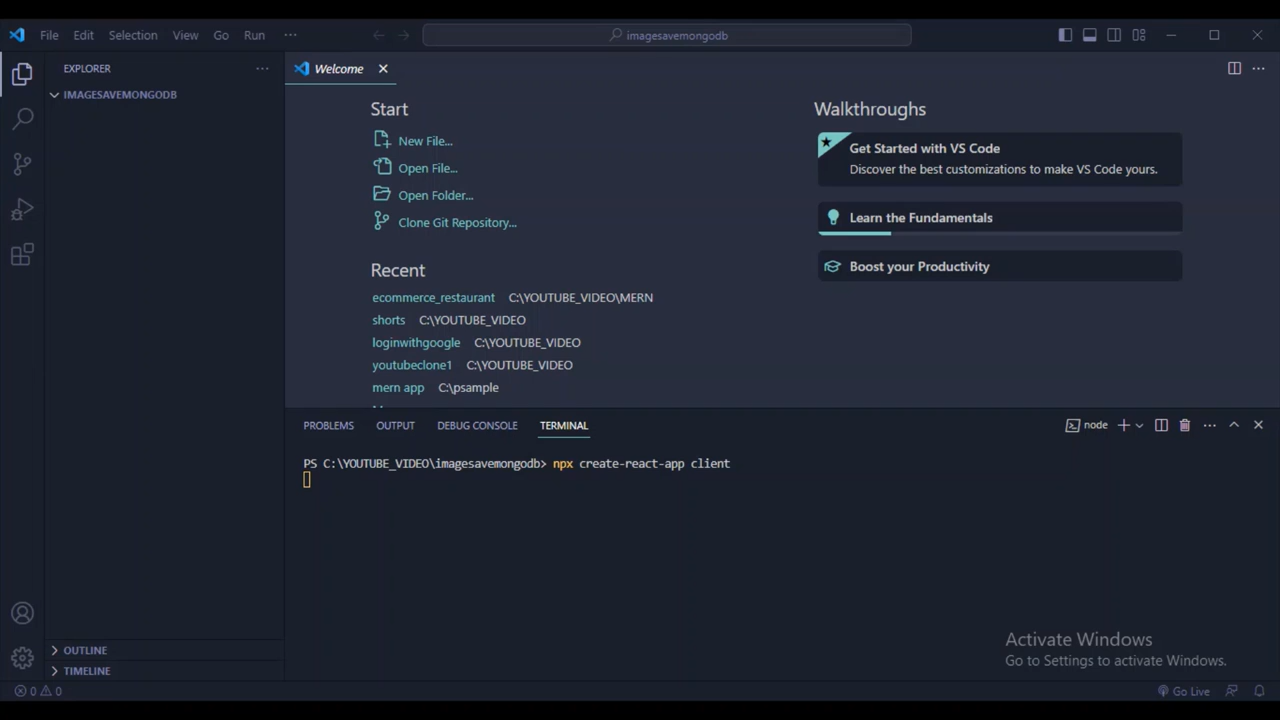 File Edit Selection View Go Run ···
imagesavemongodb
EXPLORER ···
IMAGESAVEMONGODB
Welcome
Start
New File...
Open File...
Open Folder...
Clone Git Repository...
Recent
ecommerce_restaurant C:\YOUTUBE_VIDEO\MERN
shorts C:\YOUTUBE_VIDEO
loginwithgoogle C:\YOUTUBE_VIDEO
youtubeclone1 C:\YOUTUBE_VIDEO
mern app C:\psample
Walkthroughs
Get Started with VS Code
Discover the best customizations to make VS Code yours.
Learn the Fundamentals
Boost your Productivity
PROBLEMS OUTPUT DEBUG CONSOLE TERMINAL
node
PS C:\YOUTUBE_VIDEO\imagesavemongodb> npx create-react-app client
Activate Windows
Go to Settings to activate Windows.
OUTLINE
TIMELINE
0 0
Go Live